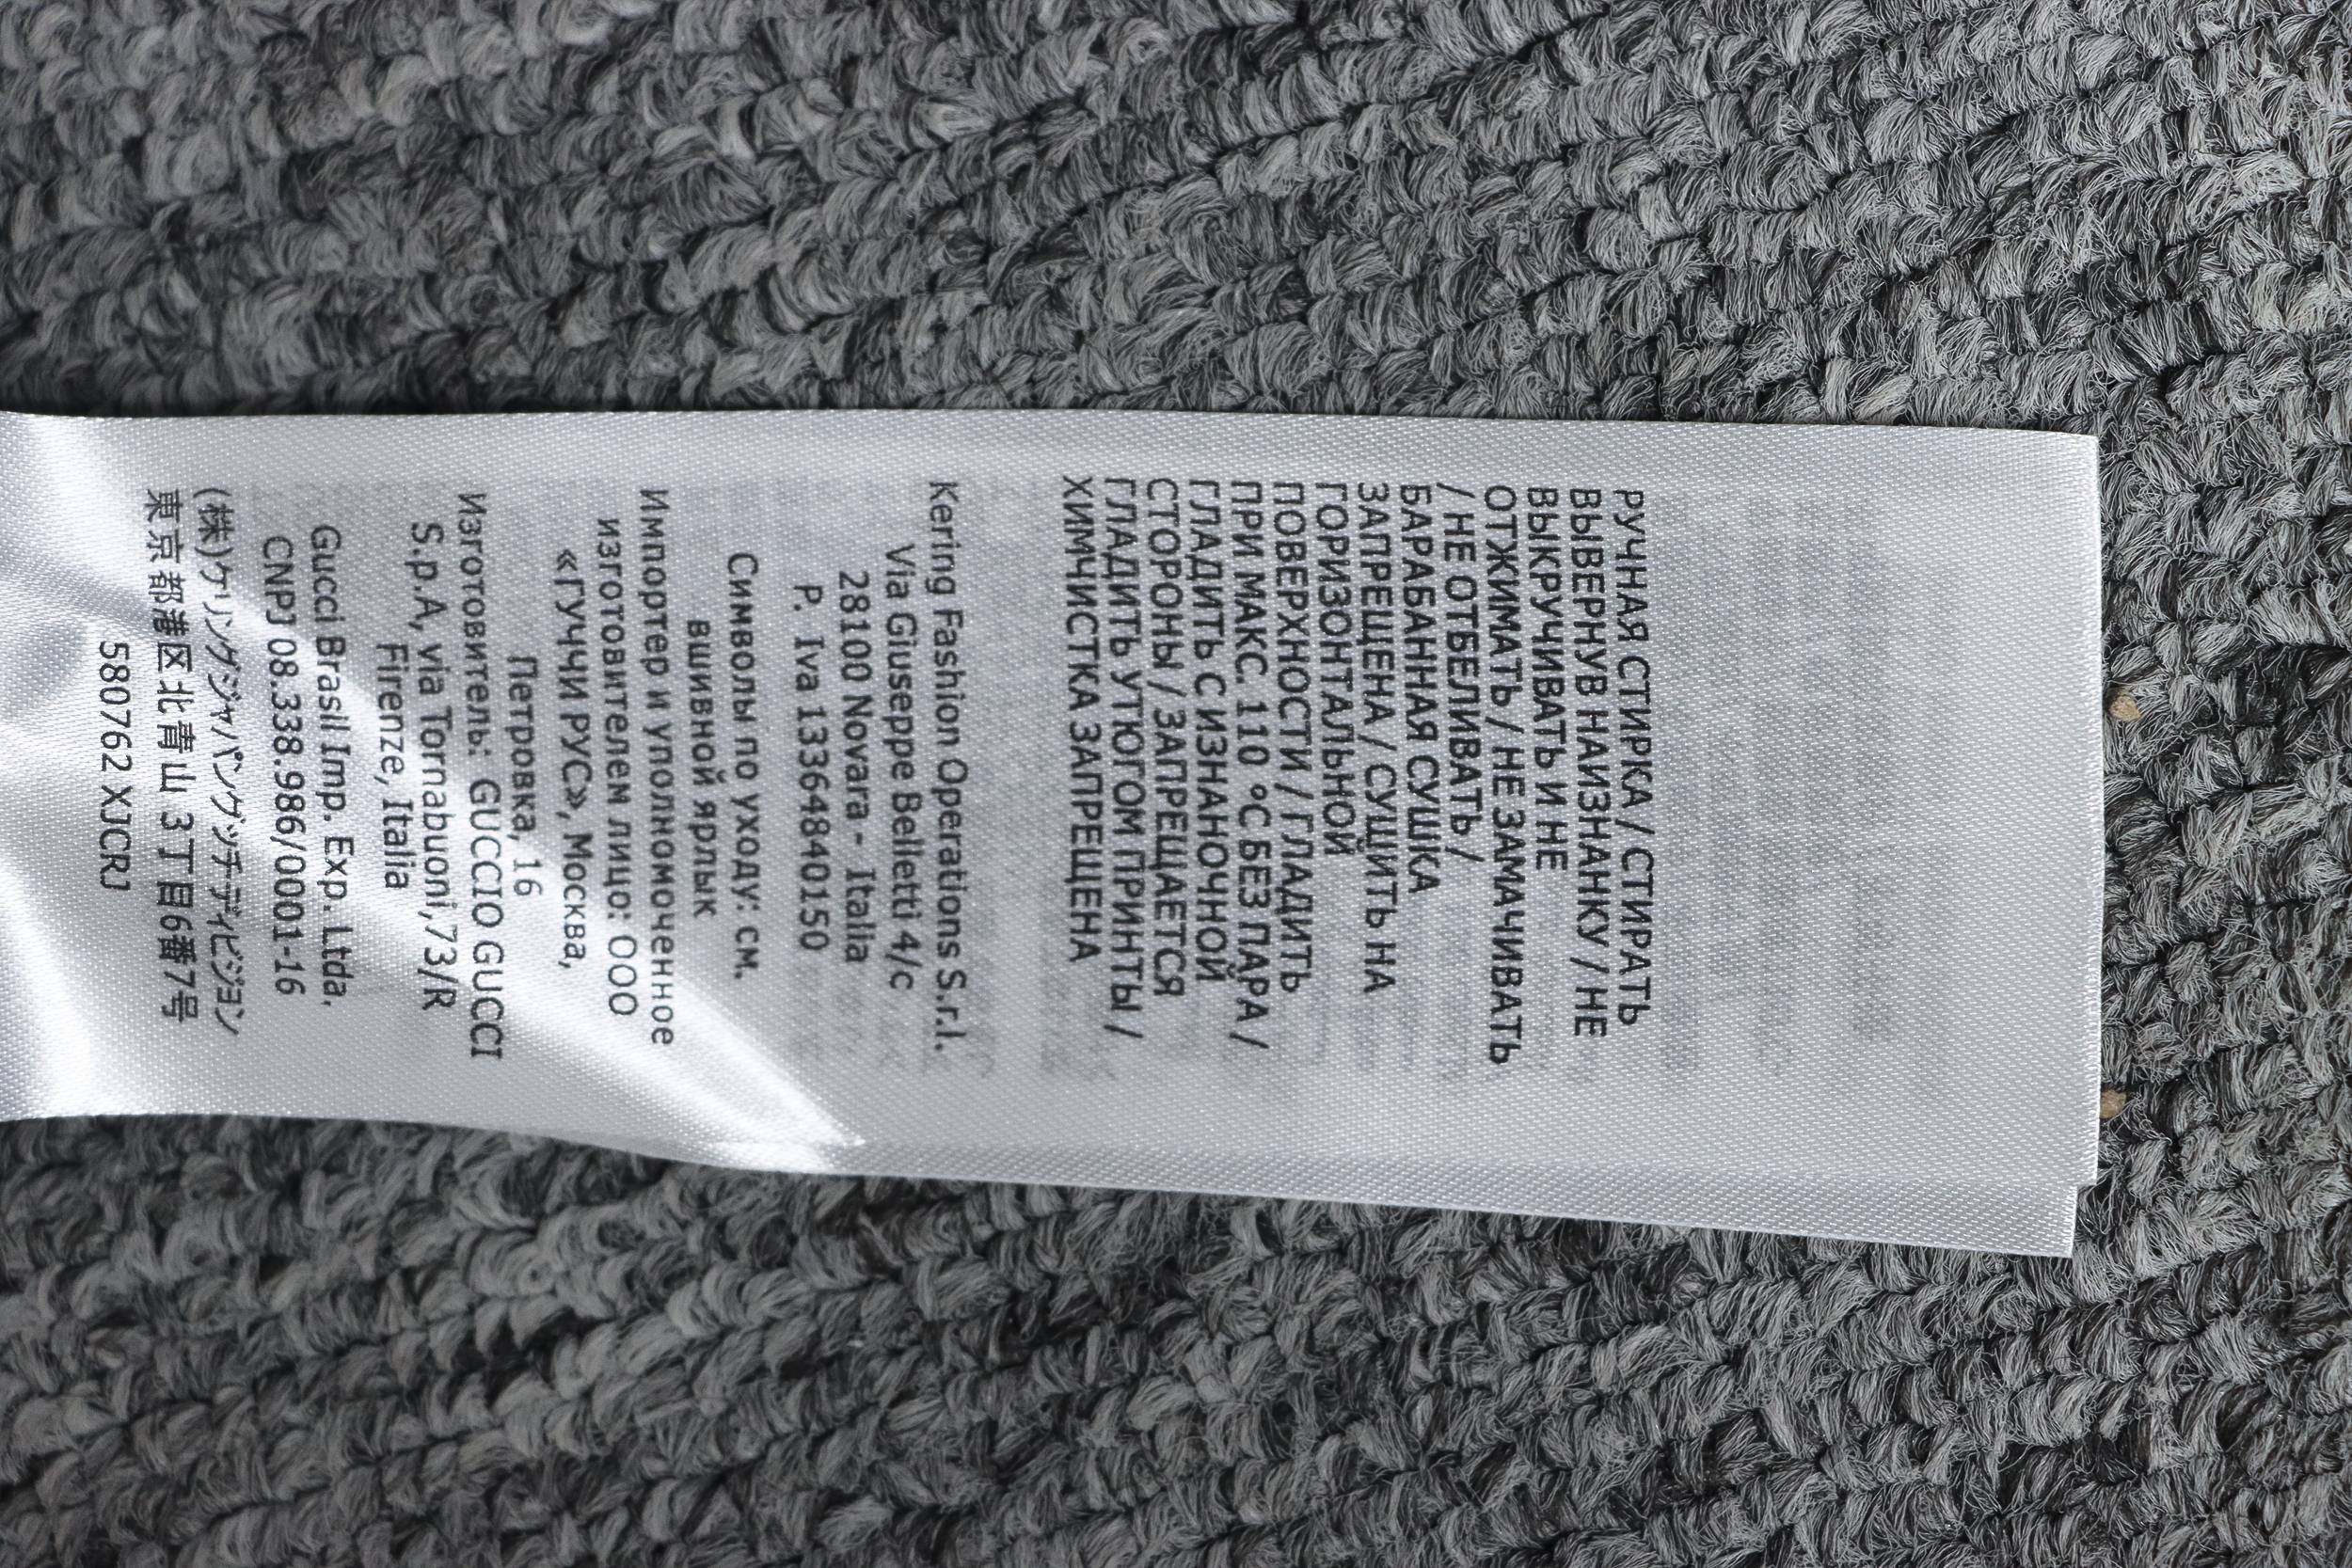 РУЧНАЯ СТИРКА / СТИРАТЬ
ВЫВЕРНУВ НАИЗНАНКУ / НЕ
ВЫКРУЧИВАТЬ И НЕ
ОТЖИМАТЬ / НЕ ЗАМАЧИВАТЬ
/ НЕ ОТБЕЛИВАТЬ /
БАРАБАННАЯ СУШКА
ЗАПРЕЩЕНА / СУШИТЬ НА
ГОРИЗОНТАЛЬНОЙ
ПОВЕРХНОСТИ / ГЛАДИТЬ
ПРИ МАКС. 110 °C БЕЗ ПАРА /
ГЛАДИТЬ С ИЗНАНОЧНОЙ
СТОРОНЫ / ЗАПРЕЩАЕТСЯ
ГЛАДИТЬ УТЮГОМ ПРИНТЫ /
ХИМЧИСТКА ЗАПРЕЩЕНА
Kering Fashion Operations S.r.l.
Via Giuseppe Belletti 4/c
28100 Novara - Italia
P. Iva 13364840150
Символы по уходу: см.
вшивной ярлык
Импортер и уполномоченное
изготовителем лицо: ООО
«ГУЧЧИ РУС», Москва,
Петровка, 16
Изготовитель: GUCCIO GUCCI
S.p.A, via Tornabuoni,73/R
Firenze, Italia
Gucci Brasil Imp. Exp. Ltda,
CNPJ 08.338.986/0001-16
(株)ケリングジャパングッチディビジョン
東京都港区北青山3丁目6番7号
580762 XJCRJ